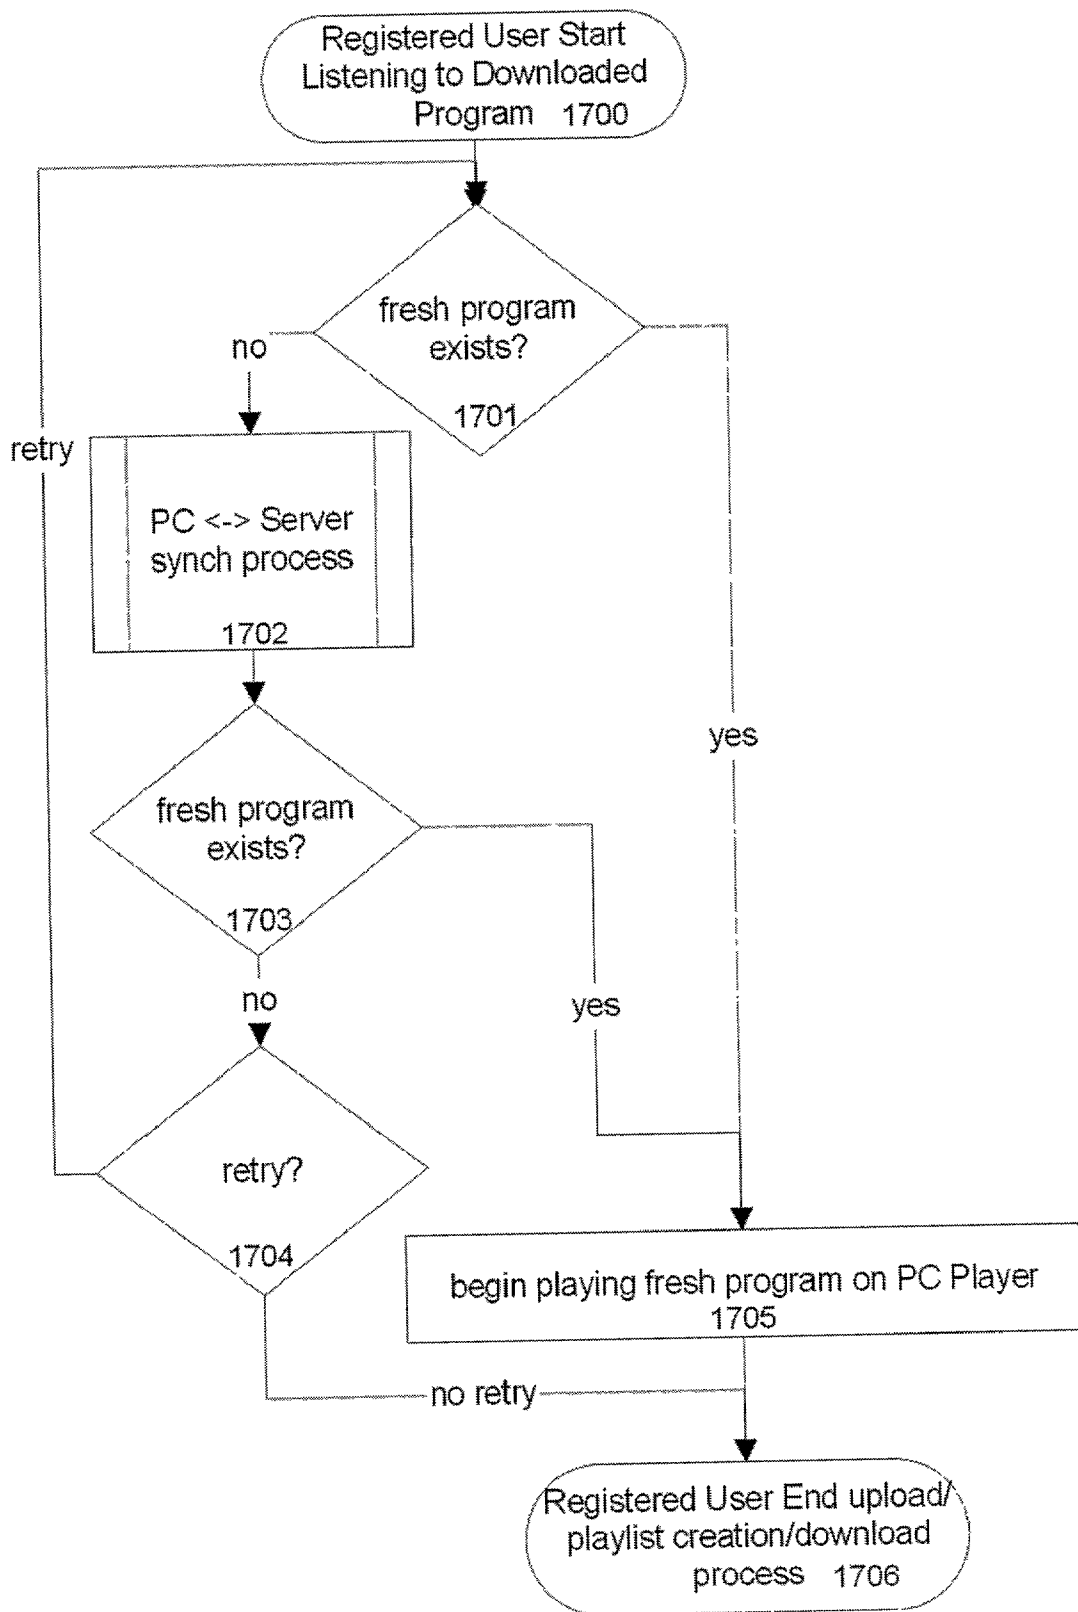 Registered User Start
Listening to Downloaded
Program 1700
fresh program
exists?
1701
no
yes
retry
PC <-> Server
synch process
1702
fresh program
exists?
1703
no
yes
retry?
1704
begin playing fresh program on PC Player
1705
no retry
Registered User End upload/
playlist creation/download
process 1706